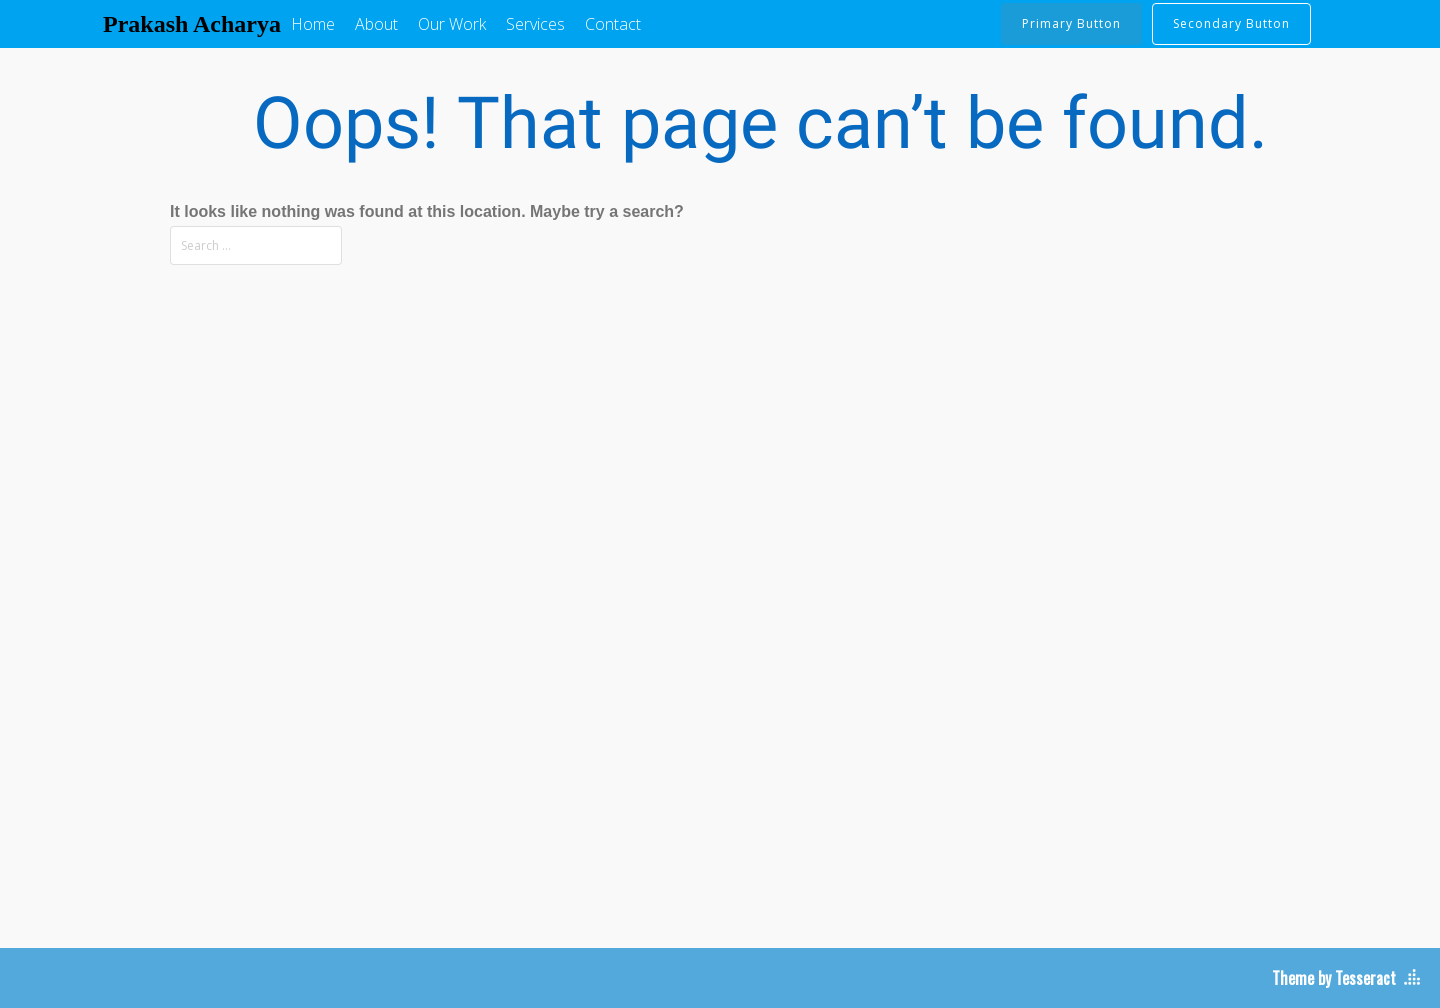 Prakash Acharya Home About Our Work Services Contact Primary Button Secondary Button
Oops! That page can’t be found.
It looks like nothing was found at this location. Maybe try a search?
Search ...
Theme by Tesseract